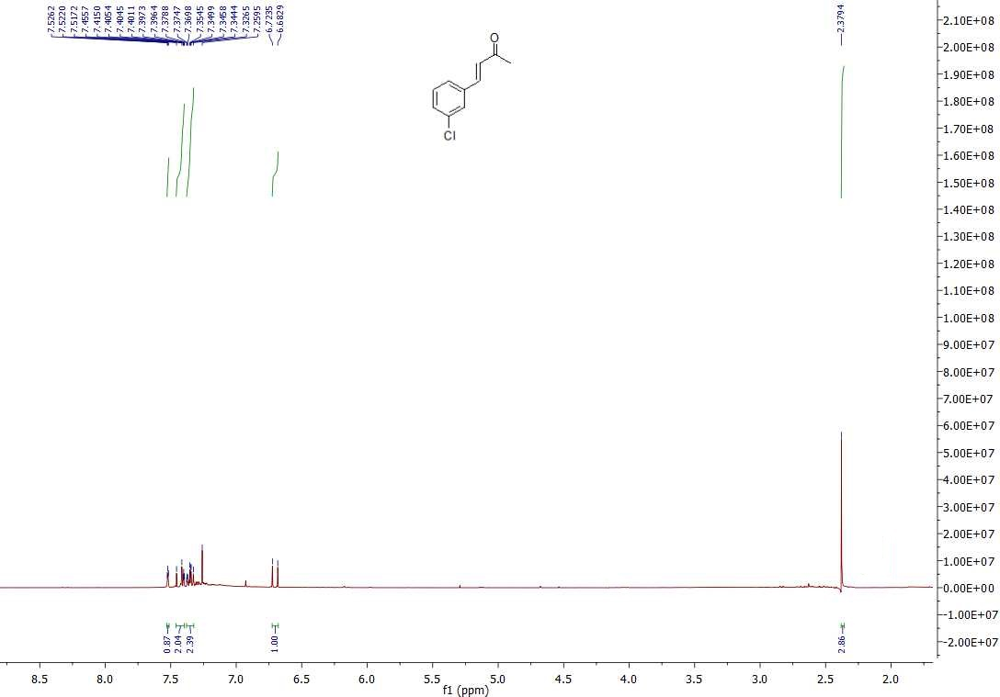 7.5262
7.5220
7.5172
7.4557
7.4150
7.4054
7.4045
7.4011
7.3973
7.3964
7.3788
7.3747
7.3698
7.3545
7.3499
7.3458
7.3444
7.3265
7.2595
6.7235
6.6829
2.3794
O
Cl
2.10E+08
2.00E+08
1.90E+08
1.80E+08
1.70E+08
1.60E+08
1.50E+08
1.40E+08
1.30E+08
1.20E+08
1.10E+08
1.00E+08
9.00E+07
8.00E+07
7.00E+07
6.00E+07
5.00E+07
4.00E+07
3.00E+07
2.00E+07
1.00E+07
0.00E+00
-1.00E+07
-2.00E+07
0.87
2.04
2.39
1.00
2.86
8.5 8.0 7.5 7.0 6.5 6.0 5.5 5.0 4.5 4.0 3.5 3.0 2.5 2.0
f1 (ppm)